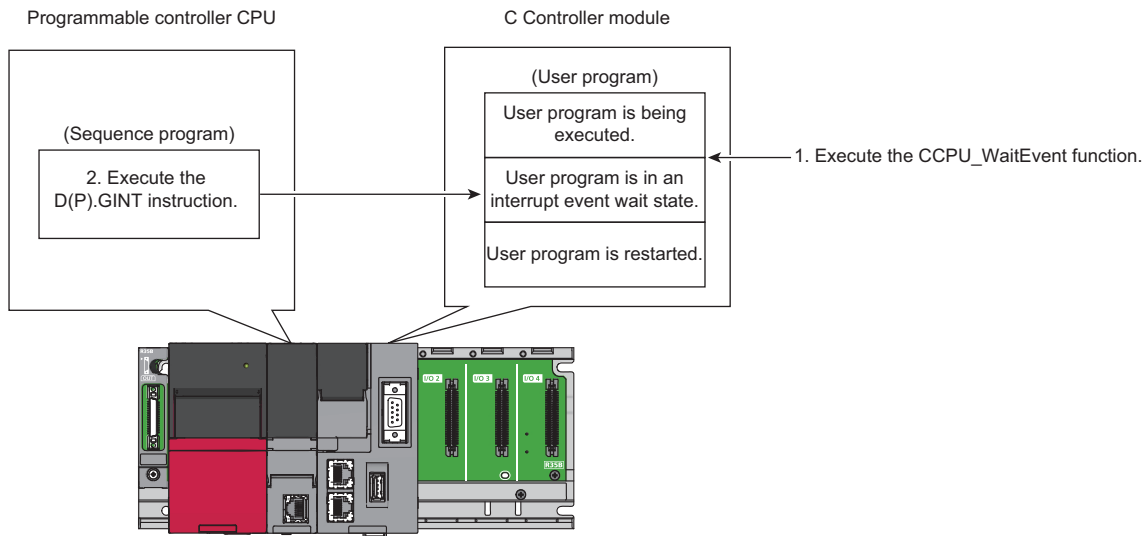 Programmable controller CPU
C Controller module
(Sequence program)
2. Execute the
D(P).GINT instruction.
(User program)
User program is being
executed.
User program is in an
interrupt event wait state.
User program is restarted.
1. Execute the CCPU_WaitEvent function.
R35B
I/O 2
I/O 3
I/O 4
R35B